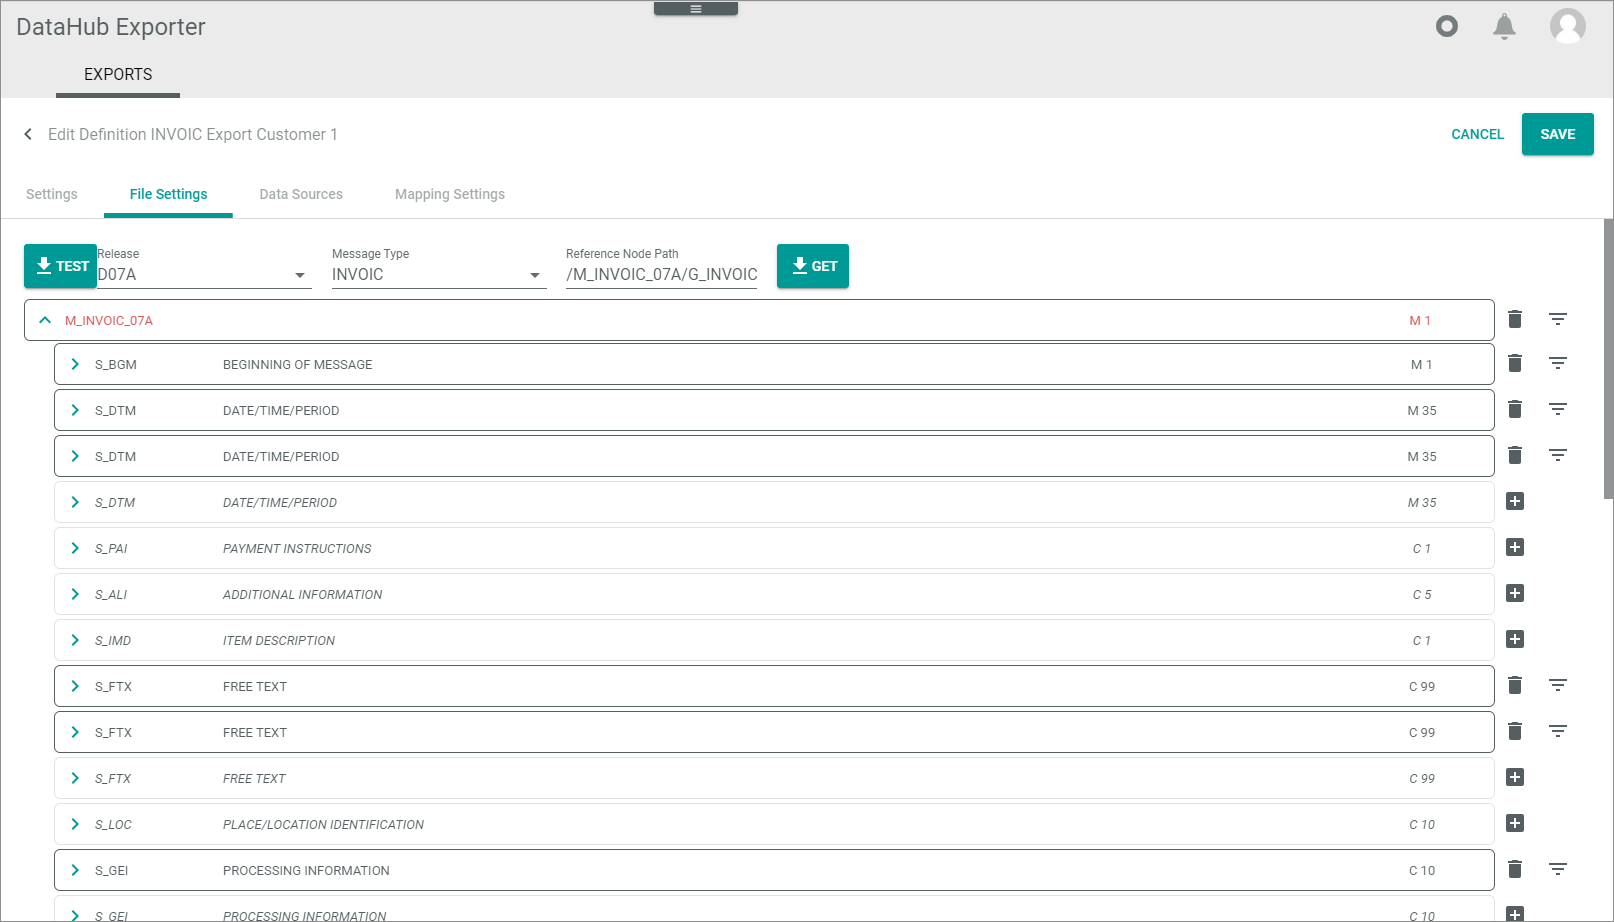 DataHub Exporter
EXPORTS
Edit Definition INVOIC Export Customer 1
CANCEL
SAVE
Settings
File Settings
Data Sources
Mapping Settings
TEST
Release
D07A
Message Type
INVOIC
Reference Node Path
/M_INVOIC_07A/G_INVOIC
GET
M_INVOIC_07A M 1
S_BGM BEGINNING OF MESSAGE M 1
S_DTM DATE/TIME/PERIOD M 35
S_DTM DATE/TIME/PERIOD M 35
S_DTM DATE/TIME/PERIOD M 35
S_PAI PAYMENT INSTRUCTIONS C 1
S_ALI ADDITIONAL INFORMATION C 5
S_IMD ITEM DESCRIPTION C 1
S_FTX FREE TEXT C 99
S_FTX FREE TEXT C 99
S_FTX FREE TEXT C 99
S_LOC PLACE/LOCATION IDENTIFICATION C 10
S_GEI PROCESSING INFORMATION C 10
S_GEI PROCESSING INFORMATION C 10